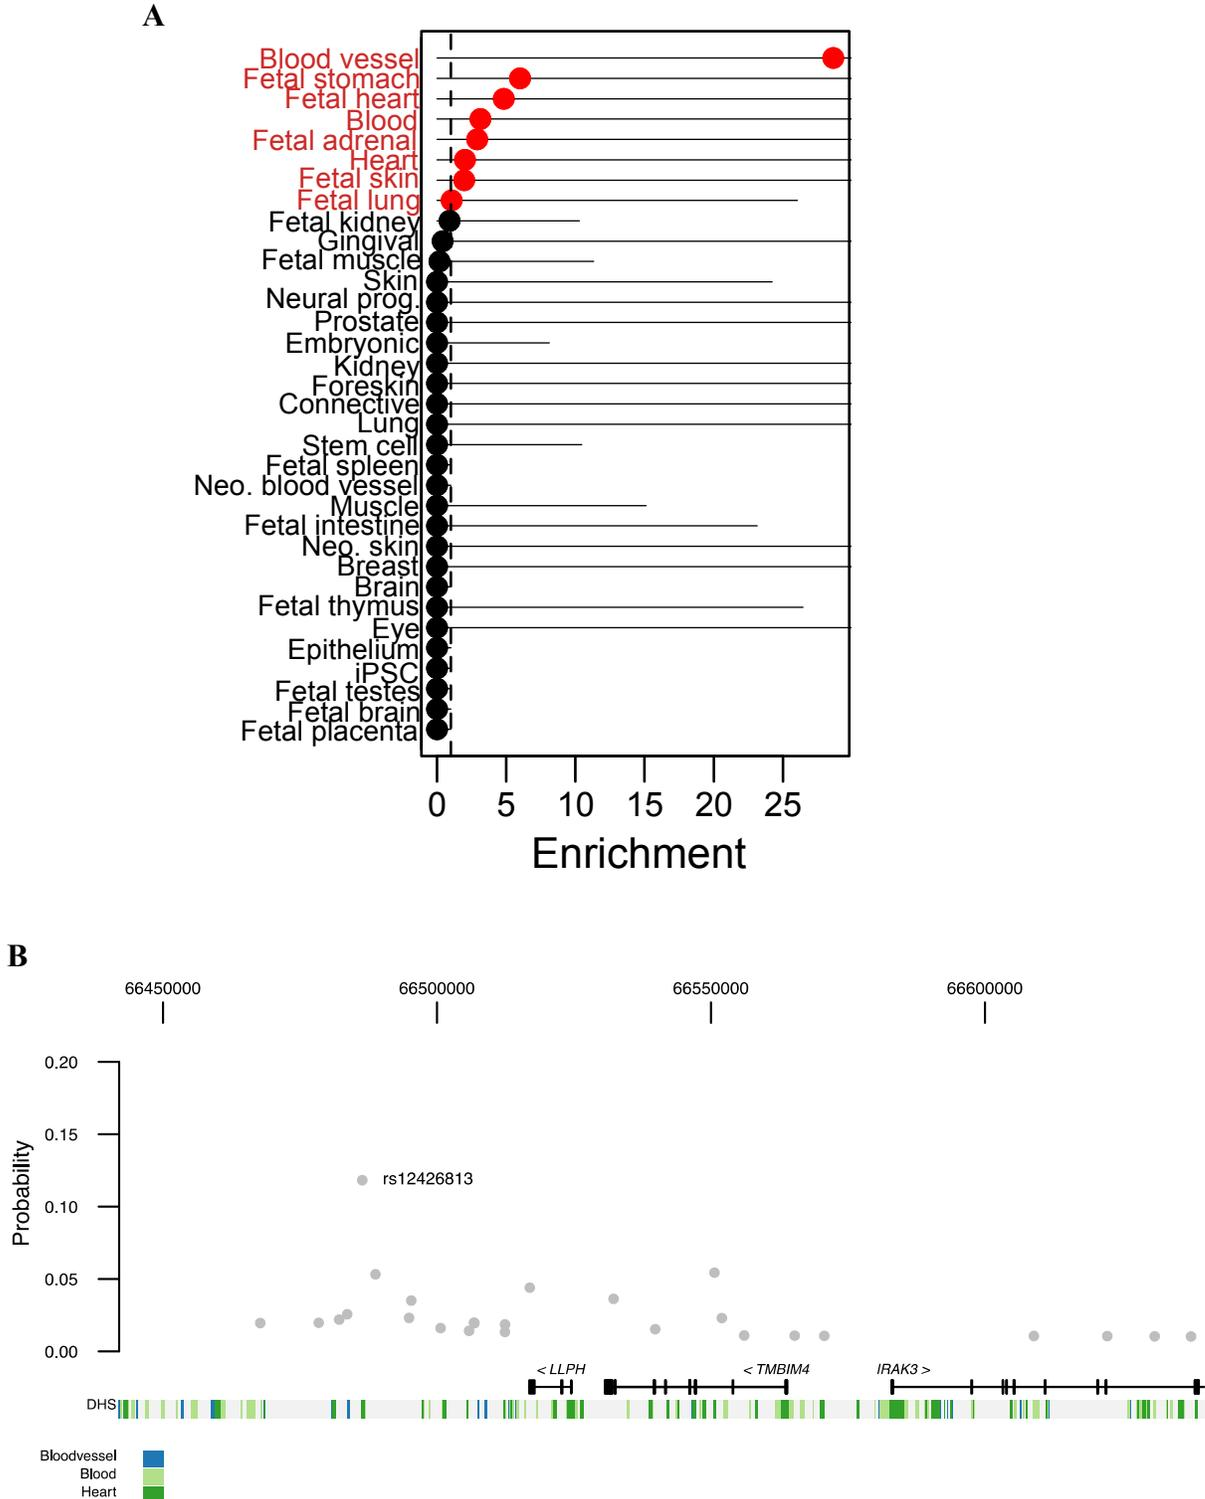 A
Blood vessel
Fetal stomach
Fetal heart
Blood
Fetal adrenal
Heart
Fetal skin
Fetal lung
Fetal kidney
Gingival
Fetal muscle
Skin
Neural prog.
Prostate
Embryonic
Kidney
Foreskin
Connective
Lung
Stem cell
Fetal spleen
Neo. blood vessel
Muscle
Fetal intestine
Neo. skin
Breast
Brain
Fetal thymus
Eye
Epithelium
iPSC
Fetal testes
Fetal brain
Fetal placenta
0 5 10 15 20 25
Enrichment
B
66450000 66500000 66550000 66600000
0.20
0.15
0.10
0.05
0.00
Probability
rs12426813
< LLPH < TMBIM4 IRAK3 >
DHS
Bloodvessel
Blood
Heart